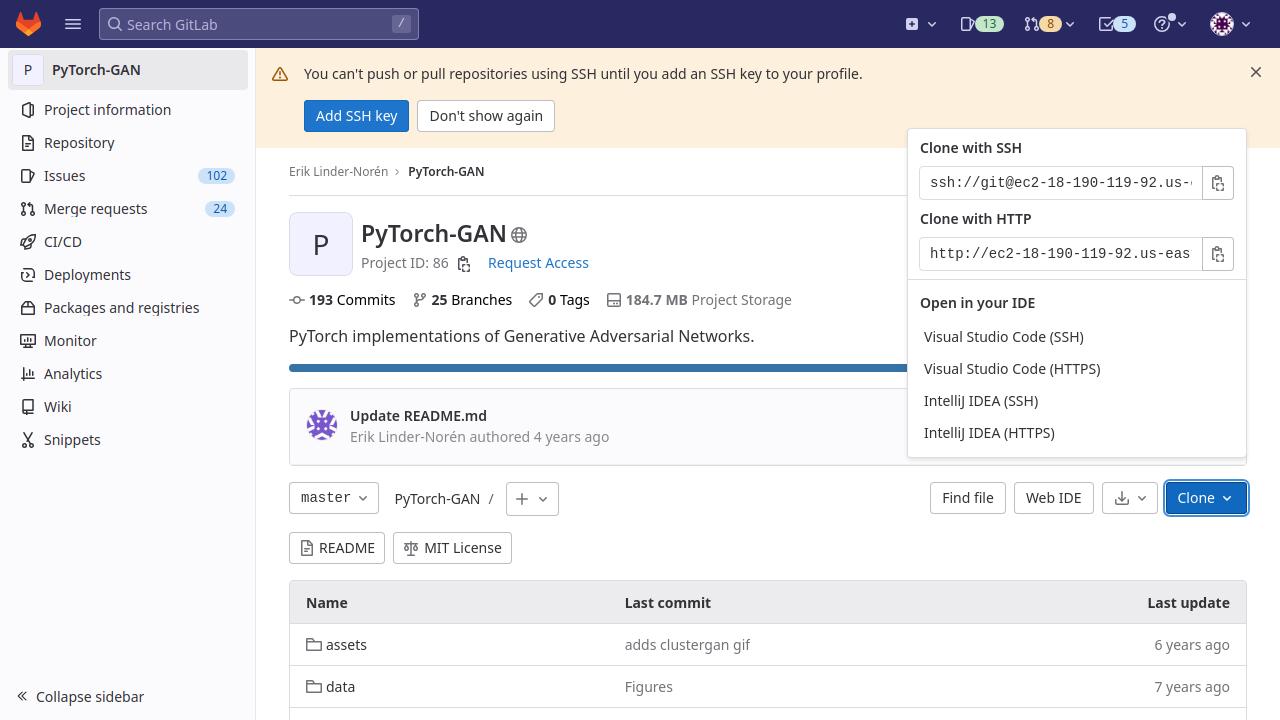 Search GitLab
/
13
8
5
P
PyTorch-GAN
Project information
Repository
Issues
102
Merge requests
24
CI/CD
Deployments
Packages and registries
Monitor
Analytics
Wiki
Snippets
Collapse sidebar
You can't push or pull repositories using SSH until you add an SSH key to your profile.
Add SSH key
Don't show again
Erik Linder-Norén
PyTorch-GAN
P
PyTorch-GAN
Project ID: 86
Request Access
193 Commits
25 Branches
0 Tags
184.7 MB Project Storage
PyTorch implementations of Generative Adversarial Networks.
Update README.md
Erik Linder-Norén authored 4 years ago
Clone with SSH
ssh://git@ec2-18-190-119-92.us-
Clone with HTTP
http://ec2-18-190-119-92.us-eas
Open in your IDE
Visual Studio Code (SSH)
Visual Studio Code (HTTPS)
IntelliJ IDEA (SSH)
IntelliJ IDEA (HTTPS)
master
PyTorch-GAN /
Find file
Web IDE
Clone
README
MIT License
Name
Last commit
Last update
assets
adds clustergan gif
6 years ago
data
Figures
7 years ago